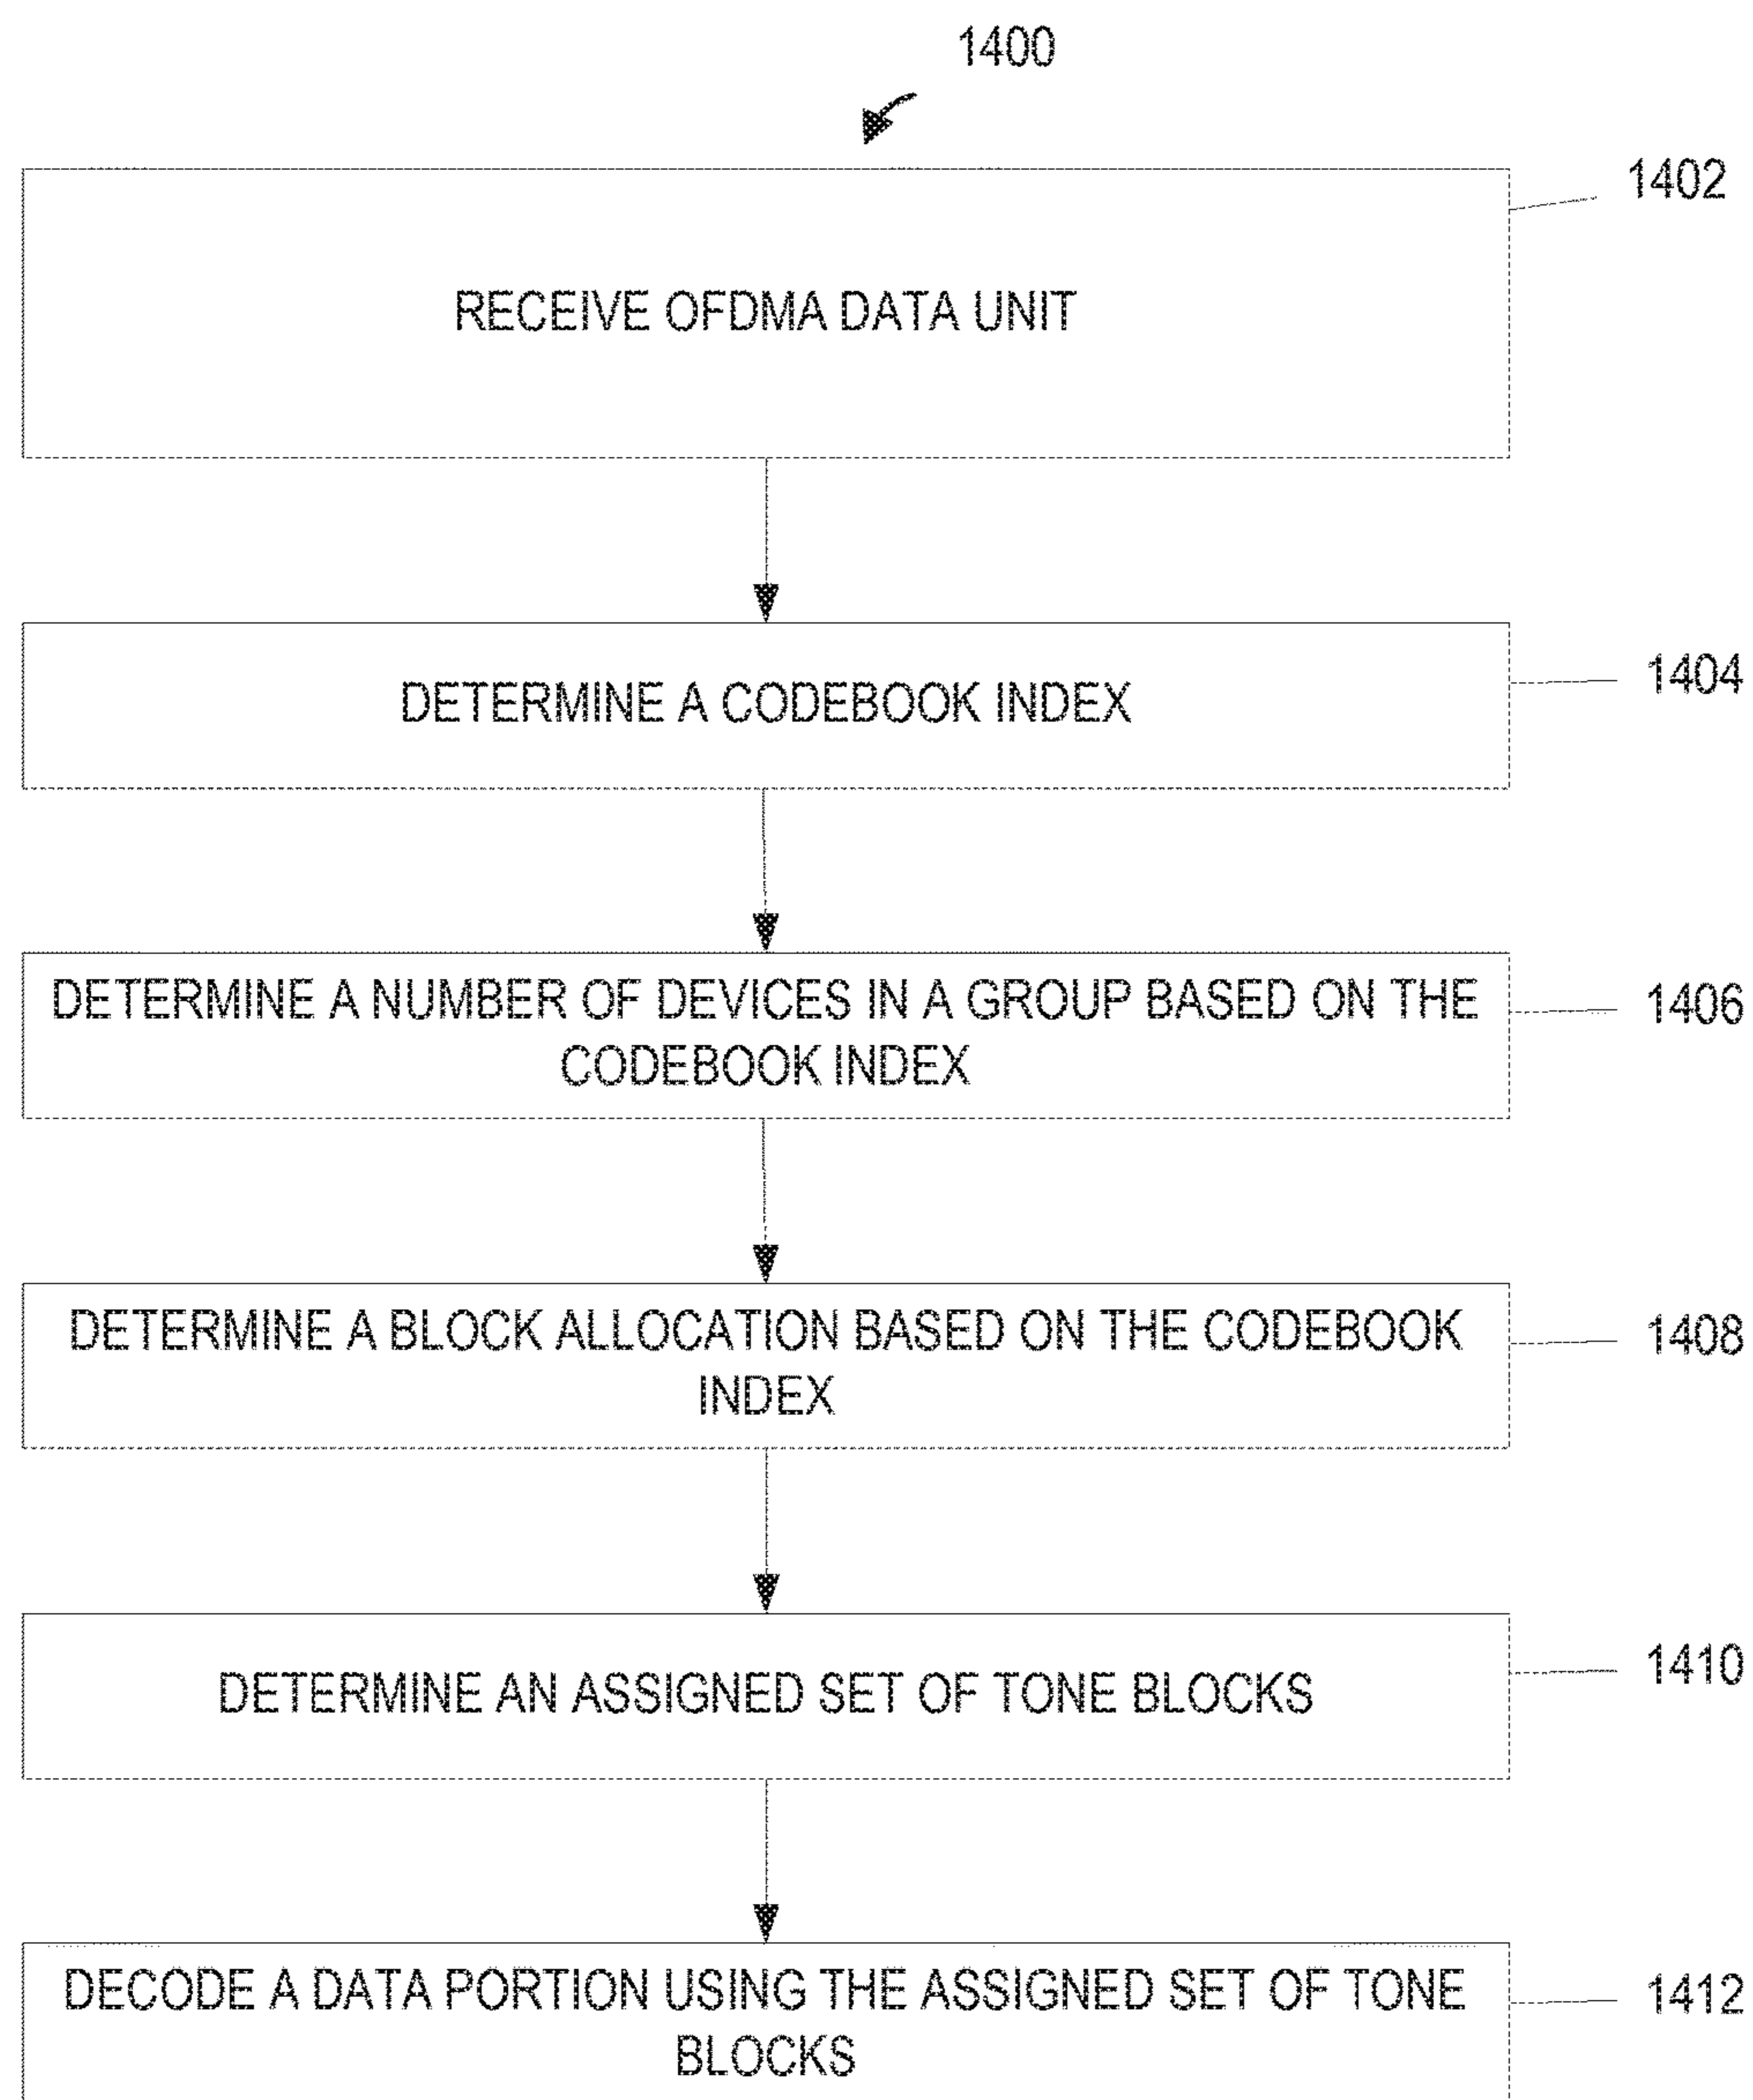 1400
1402
RECEIVE OFDMA DATA UNIT
1404
DETERMINE A CODEBOOK INDEX
1406
DETERMINE A NUMBER OF DEVICES IN A GROUP BASED ON THE
CODEBOOK INDEX
1408
DETERMINE A BLOCK ALLOCATION BASED ON THE CODEBOOK
INDEX
1410
DETERMINE AN ASSIGNED SET OF TONE BLOCKS
1412
DECODE A DATA PORTION USING THE ASSIGNED SET OF TONE
BLOCKS